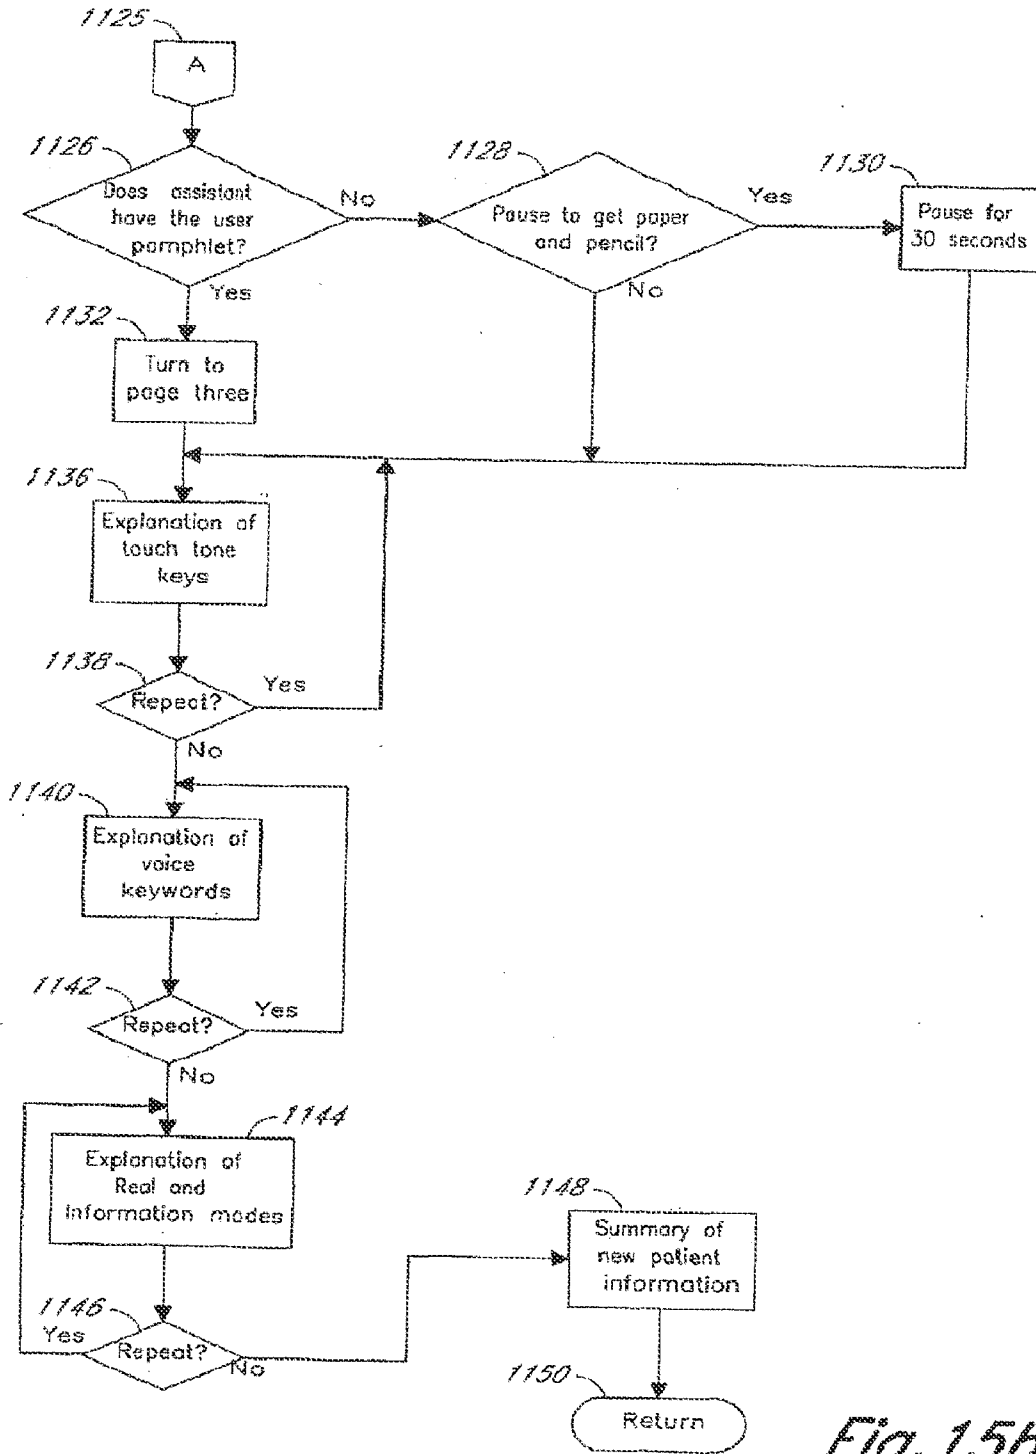 1125
A
1126
Does assistant
have the user
pamphlet?
No
Yes
1128
Pause to get paper
and pencil?
Yes
No
1130
Pause for
30 seconds
1132
Turn to
page three
1136
Explanation of
touch tone
keys
1138
Repeat?
Yes
No
1140
Explanation of
voice
keywords
1142
Repeat?
Yes
No
1144
Explanation of
Real and
Information modes
1146
Yes
Repeat?
No
1148
Summary of
new patient
information
1150
Return
Fig.